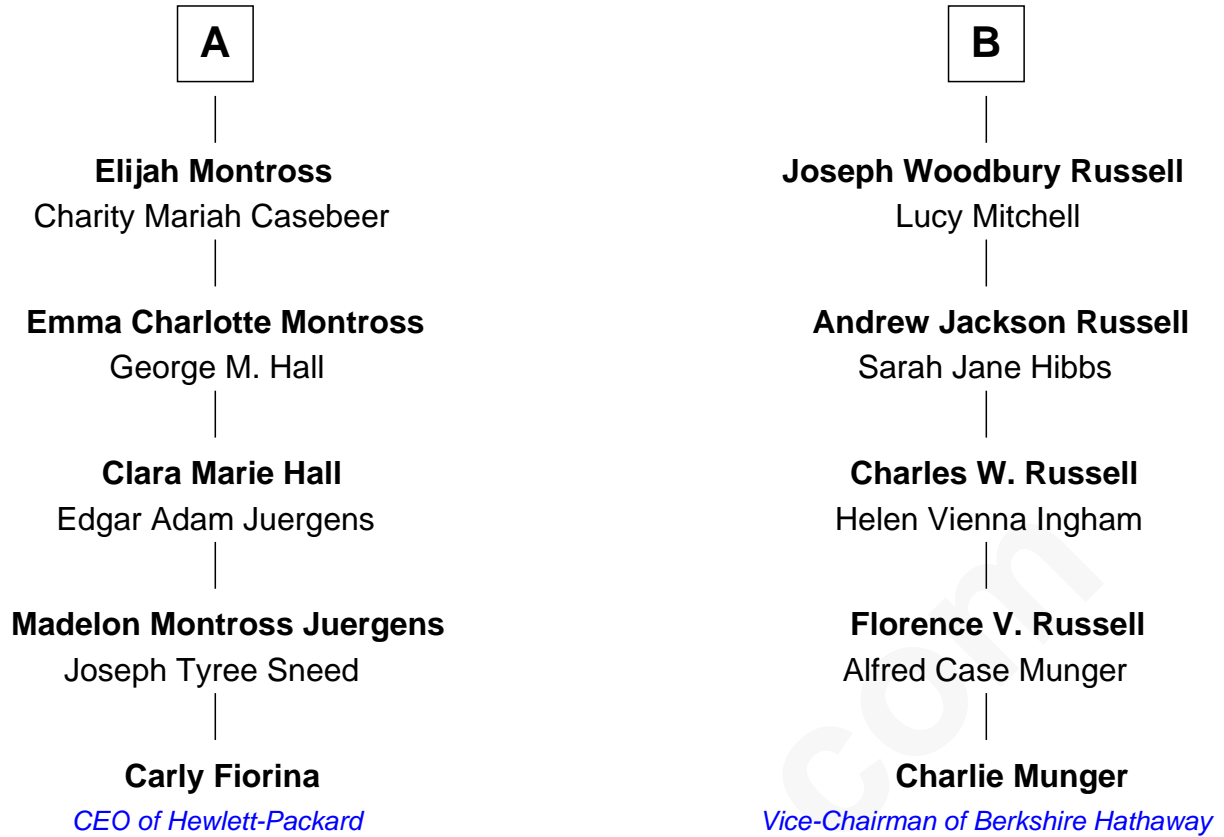 A
Elijah Montross
Charity Mariah Casebeer
Emma Charlotte Montross
George M. Hall
Clara Marie Hall
Edgar Adam Juergens
Madelon Montross Juergens
Joseph Tyree Sneed
Carly Fiorina
CEO of Hewlett-Packard
B
Joseph Woodbury Russell
Lucy Mitchell
Andrew Jackson Russell
Sarah Jane Hibbs
Charles W. Russell
Helen Vienna Ingham
Florence V. Russell
Alfred Case Munger
Charlie Munger
Vice-Chairman of Berkshire Hathaway
com